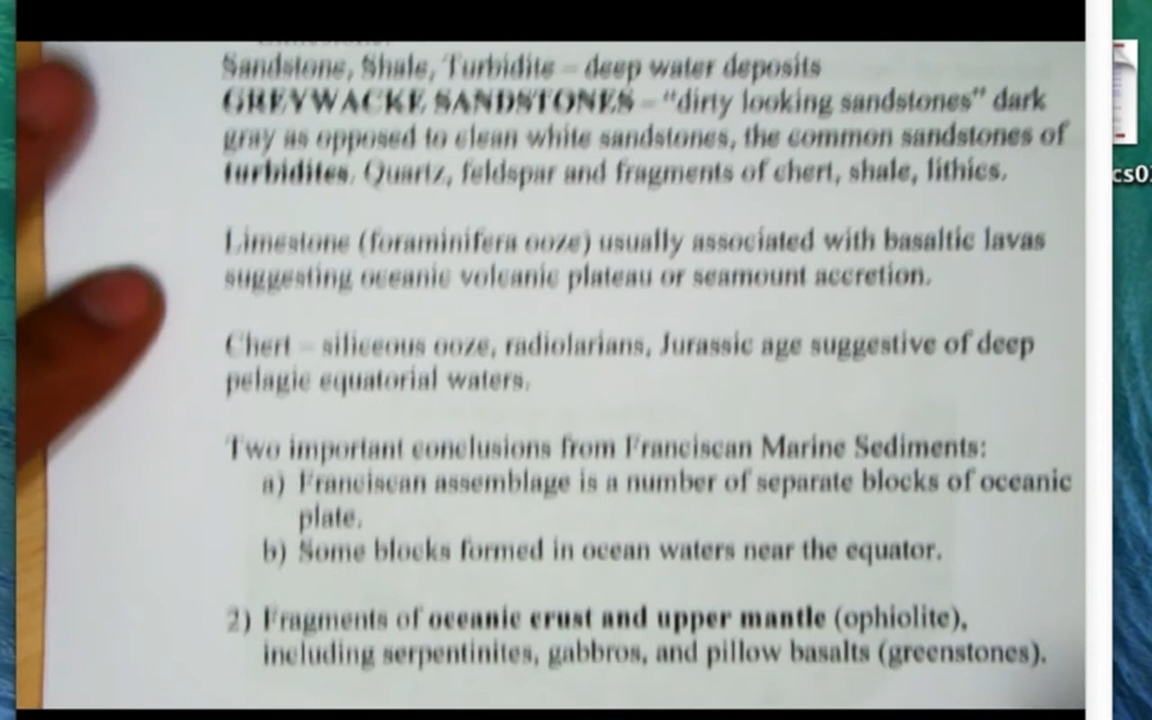 Sandstone, Shale, Turbidite – deep water deposits
GREYWACKE SANDSTONES – “dirty looking sandstones” dark
gray as opposed to clean white sandstones, the common sandstones of
turbidites. Quartz, feldspar and fragments of chert, shale, lithics.
Limestone (foraminifera ooze) usually associated with basaltic lavas
suggesting oceanic volcanic plateau or seamount accretion.
Chert – siliceous ooze, radiolarians, Jurassic age suggestive of deep
pelagic equatorial waters.
Two important conclusions from Franciscan Marine Sediments:
a) Franciscan assemblage is a number of separate blocks of oceanic
plate.
b) Some blocks formed in ocean waters near the equator.
2) Fragments of oceanic crust and upper mantle (ophiolite),
including serpentinites, gabbros, and pillow basalts (greenstones).